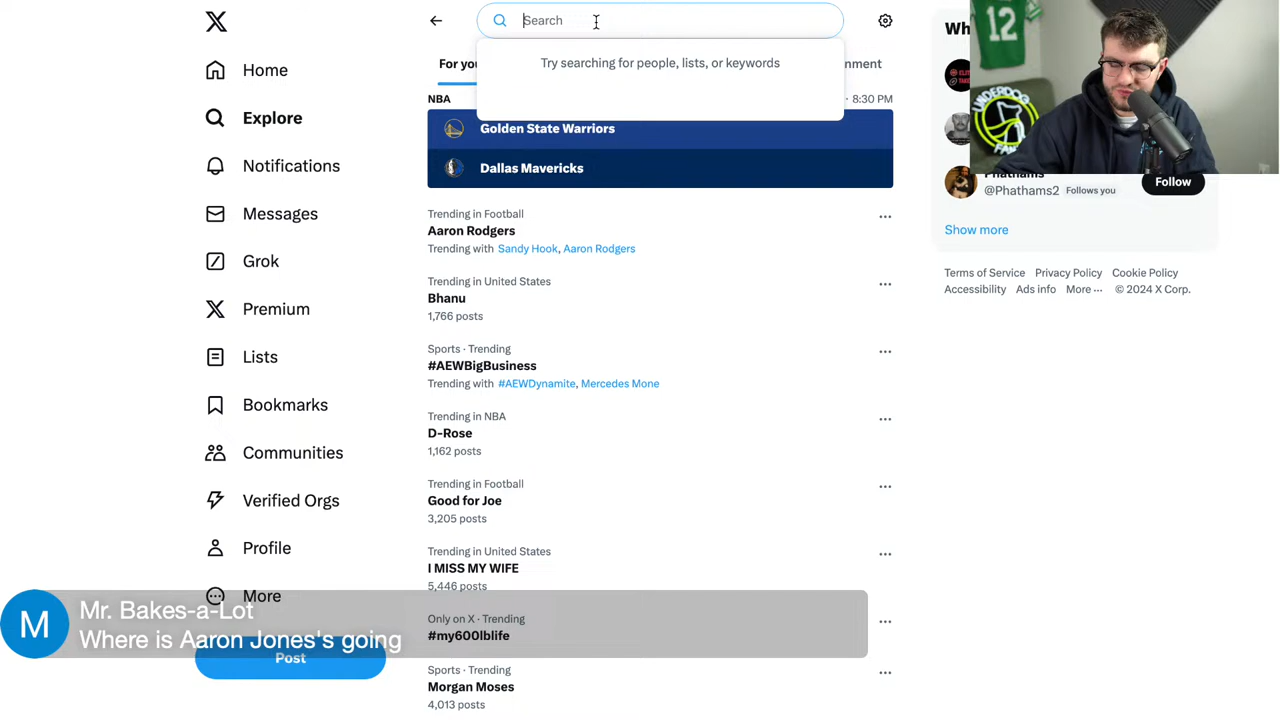 Search
Try searching for people, lists, or keywords
For you
nment
NBA
· 8:30 PM
Golden State Warriors
Dallas Mavericks
Trending in Football
Aaron Rodgers
Trending with Sandy Hook, Aaron Rodgers
Trending in United States
Bhanu
1,766 posts
Sports · Trending
#AEWBigBusiness
Trending with #AEWDynamite, Mercedes Mone
Trending in NBA
D-Rose
1,162 posts
Trending in Football
Good for Joe
3,205 posts
Trending in United States
I MISS MY WIFE
5,446 posts
Only on X · Trending
#my600lblife
Sports · Trending
Morgan Moses
4,013 posts
Home
Explore
Notifications
Messages
Grok
Premium
Lists
Bookmarks
Communities
Verified Orgs
Profile
More
Post
M
Mr. Bakes-a-Lot
Where is Aaron Jones's going
Wh
12
UNDERDOG
Phathams
@Phathams2 Follows you
Follow
Show more
Terms of Service Privacy Policy Cookie Policy
Accessibility Ads info More ··· © 2024 X Corp.